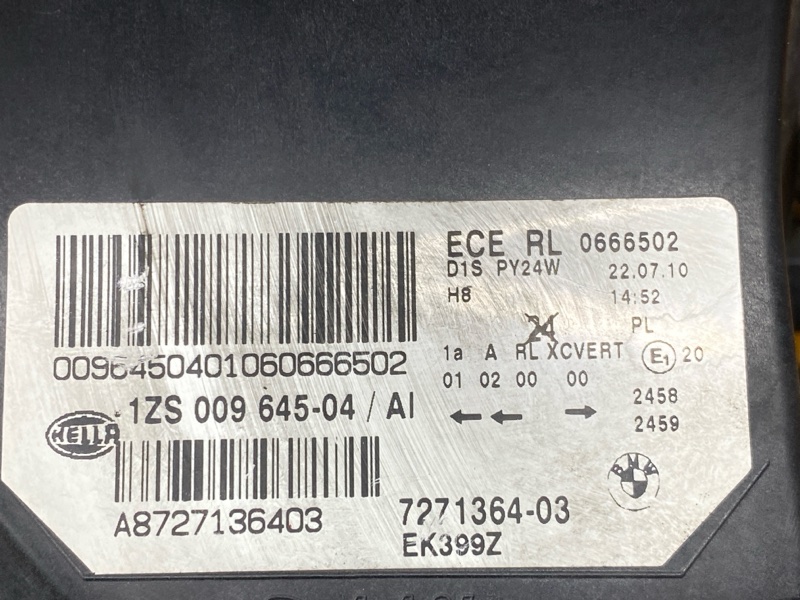 ECE RL 0666502
D1S PY24W 22.07.10
H8 14:52
24 PL
1a A RL XCVERT E1 20
01 02 00 00
2458
2459
0096450401060666502
1ZS 009 645-04 / AI
HELLA
A8727136403
BMW
7271364-03
EK399Z